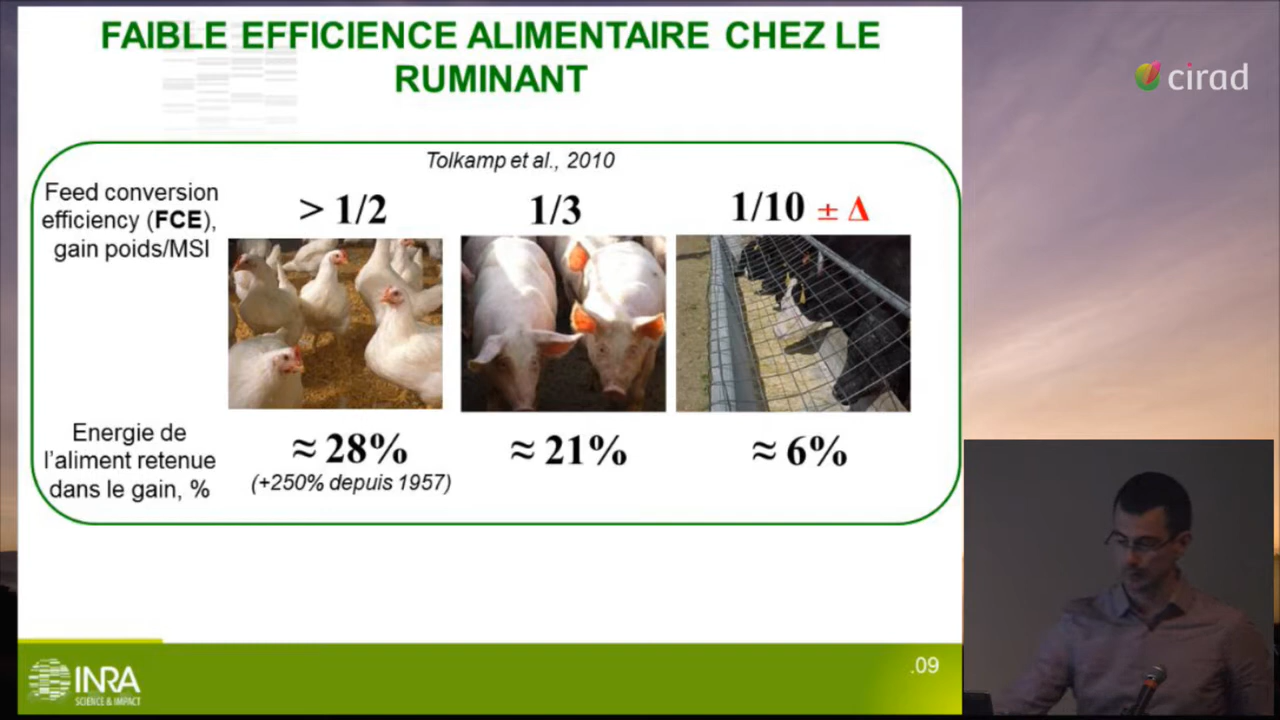 FAIBLE EFFICIENCE ALIMENTAIRE CHEZ LE
RUMINANT
cirad
Tolkamp et al., 2010
Feed conversion
efficiency (FCE),
gain poids/MSI
> 1/2
1/3
1/10 ± Δ
Energie de
l'aliment retenue
dans le gain, %
≈ 28%
(+250% depuis 1957)
≈ 21%
≈ 6%
INRA
SCIENCE & IMPACT
.09